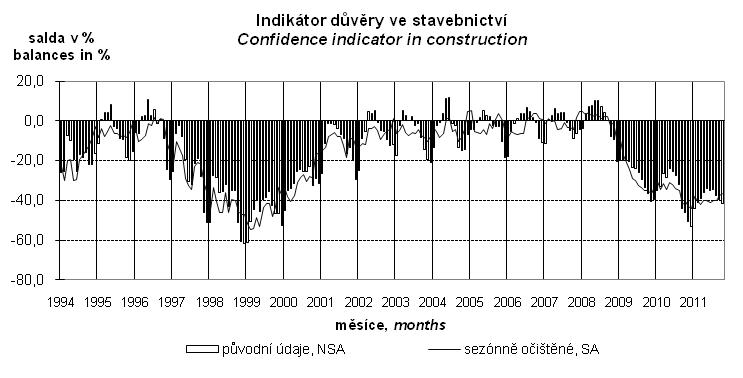 Indikátor důvěry ve stavebnictví
Confidence indicator in construction
salda v %
balances in %
20,0
0,0
-20,0
-40,0
-60,0
-80,0
1994 1995 1996 1997 1998 1999 2000 2001 2002 2003 2004 2005 2006 2007 2008 2009 2010 2011
měsíce, months
původní údaje, NSA
sezónně očištěné, SA